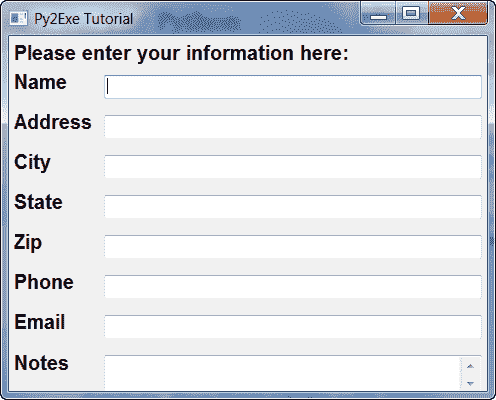 Py2Exe Tutorial
Please enter your information here:
Name
Address
City
State
Zip
Phone
Email
Notes